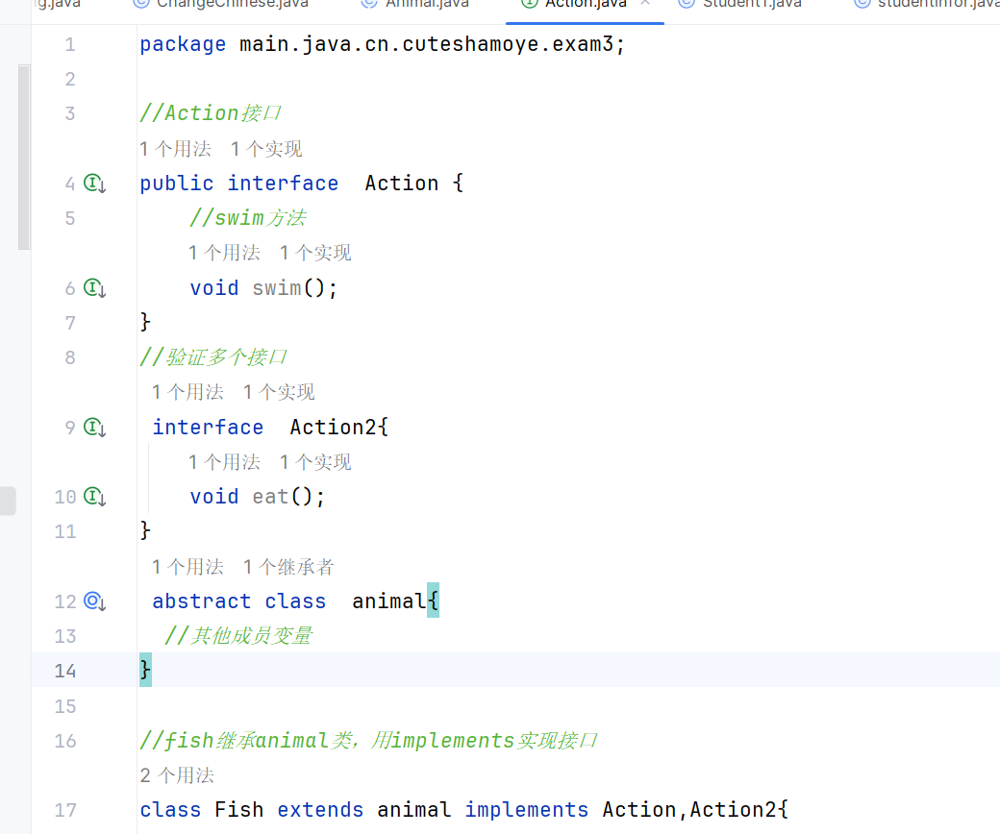 g.java ChangeChinese.java Animal.java Action.java × Student1.java studentinfor.java
1 package main.java.cn.cuteshamoye.exam3;
2
3 //Action接口
1 个用法 1 个实现
4 public interface Action {
5 //swim方法
1 个用法 1 个实现
6 void swim();
7 }
8 //验证多个接口
1 个用法 1 个实现
9 interface Action2{
1 个用法 1 个实现
10 void eat();
11 }
1 个用法 1 个继承者
12 abstract class animal{
13 //其他成员变量
14 }
15
16 //fish继承animal类，用implements实现接口
2 个用法
17 class Fish extends animal implements Action,Action2{